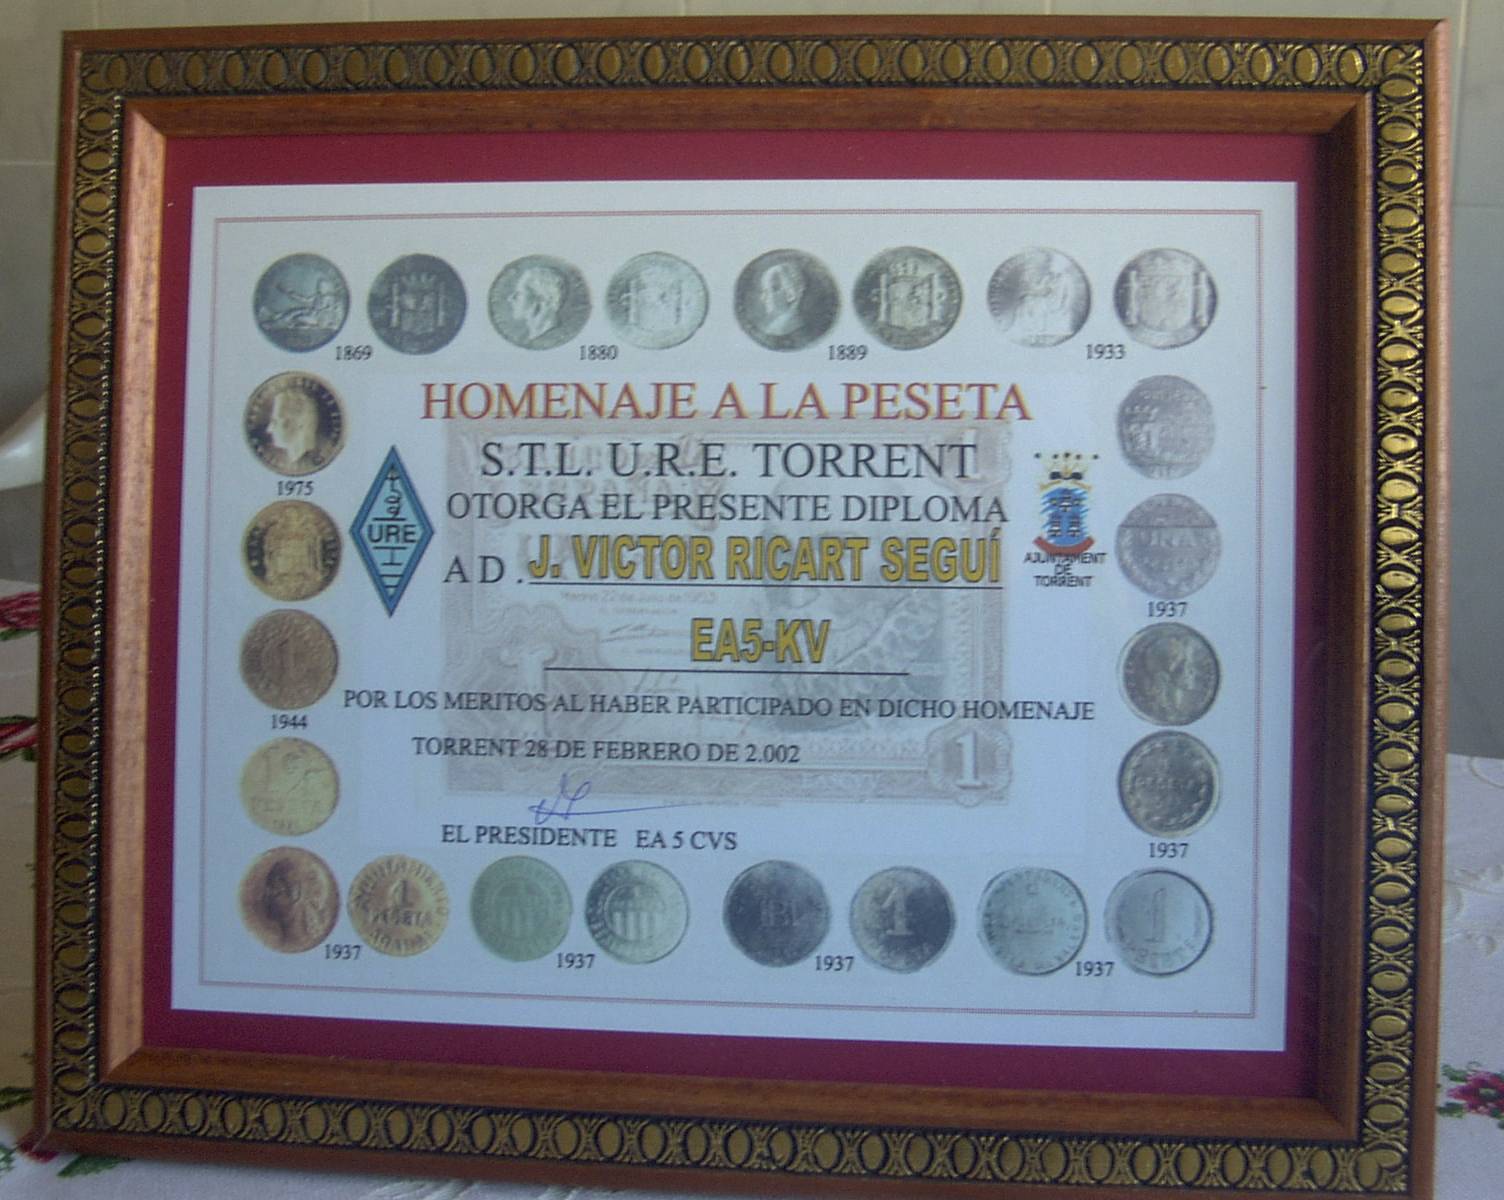 1869
1880
1889
1933
HOMENAJE A LA PESETA
S.T.L. U.R.E. TORRENT
OTORGA EL PRESENTE DIPLOMA
A D. J. VICTOR RICART SEGUÍ
EA5-KV
POR LOS MERITOS AL HABER PARTICIPADO EN DICHO HOMENAJE
TORRENT 28 DE FEBRERO DE 2.002
EL PRESIDENTE EA 5 CVS
URE
AJUNTAMENT
DE
TORRENT
1975
1944
1937
1937
1937
1937
1937
1937
UNA
1
1
PESETA
1
1